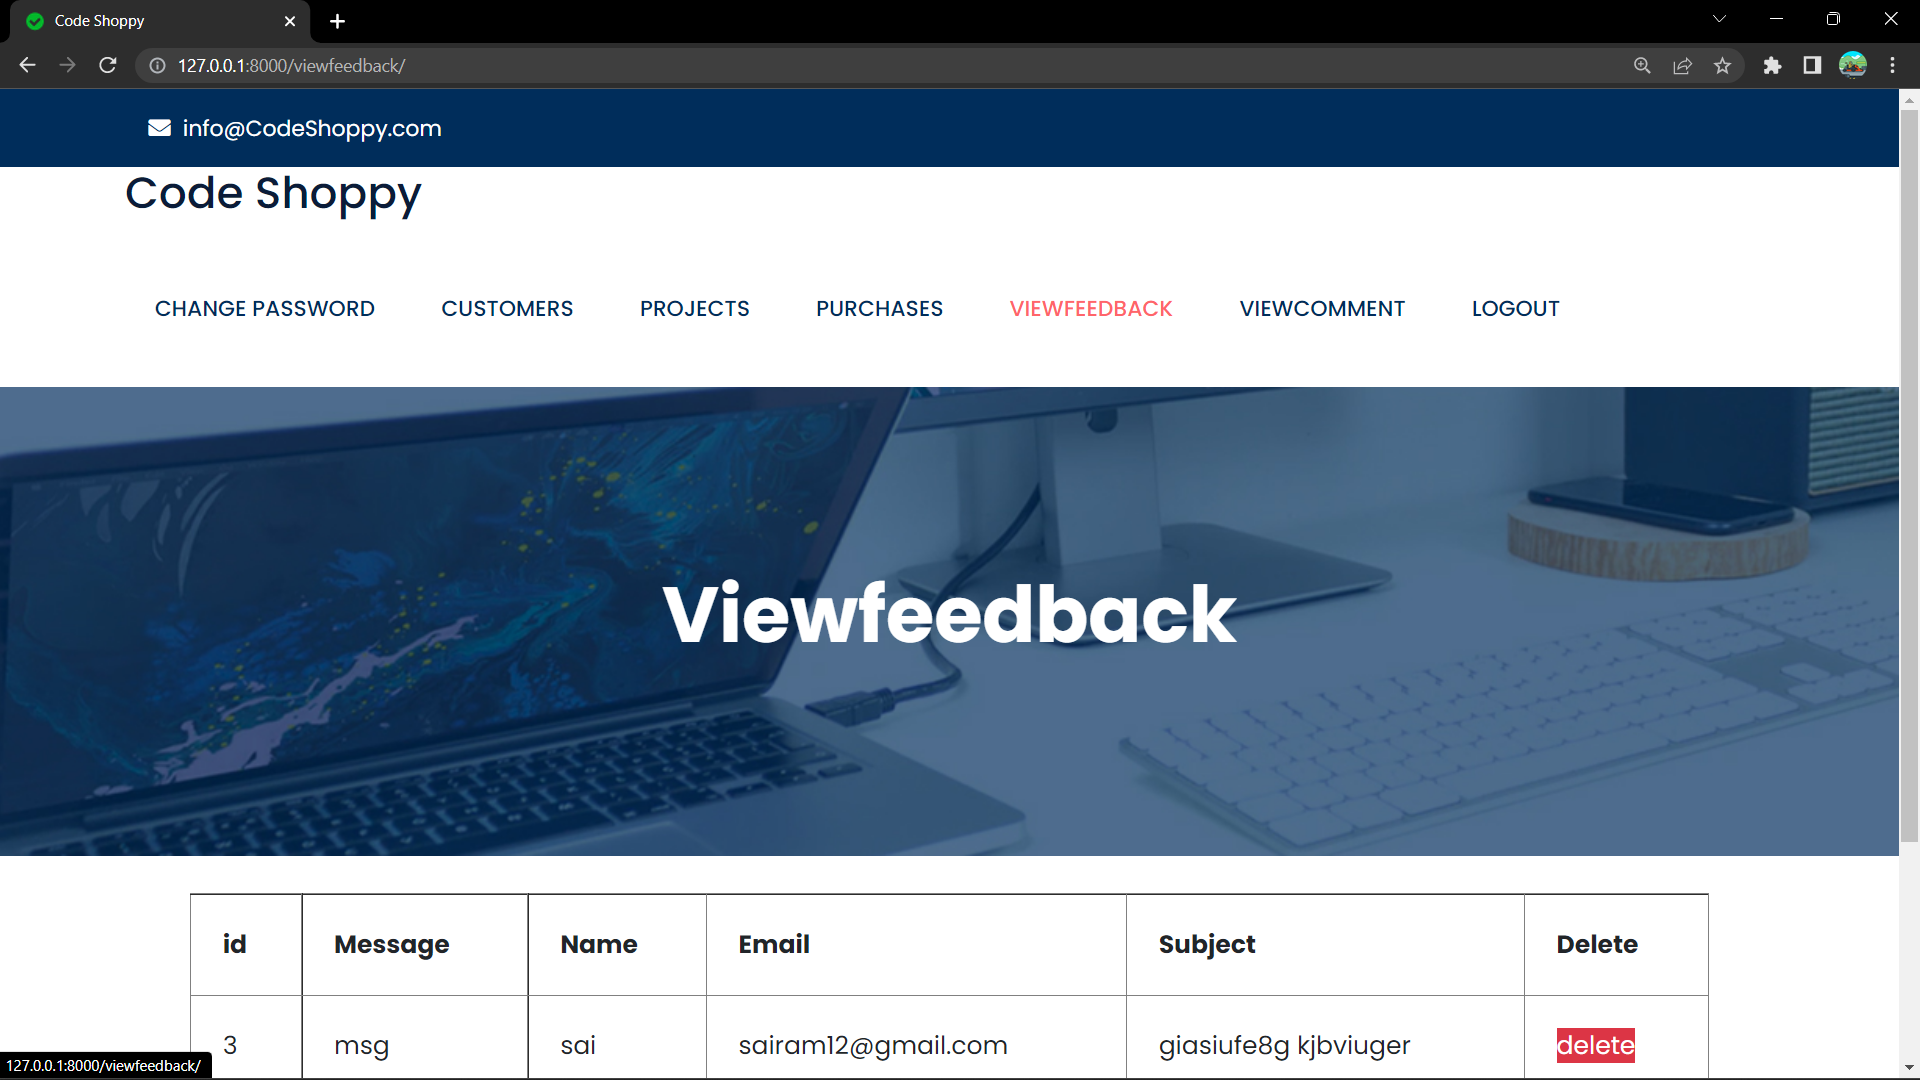 Code Shoppy
127.0.0.1:8000/viewfeedback/
info@CodeShoppy.com
Code Shoppy
CHANGE PASSWORD CUSTOMERS PROJECTS PURCHASES VIEWFEEDBACK VIEWCOMMENT LOGOUT
Viewfeedback
id Message Name Email Subject Delete
3 msg sai sairam12@gmail.com giasiufe8g kjbviuger delete
127.0.0.1:8000/viewfeedback/